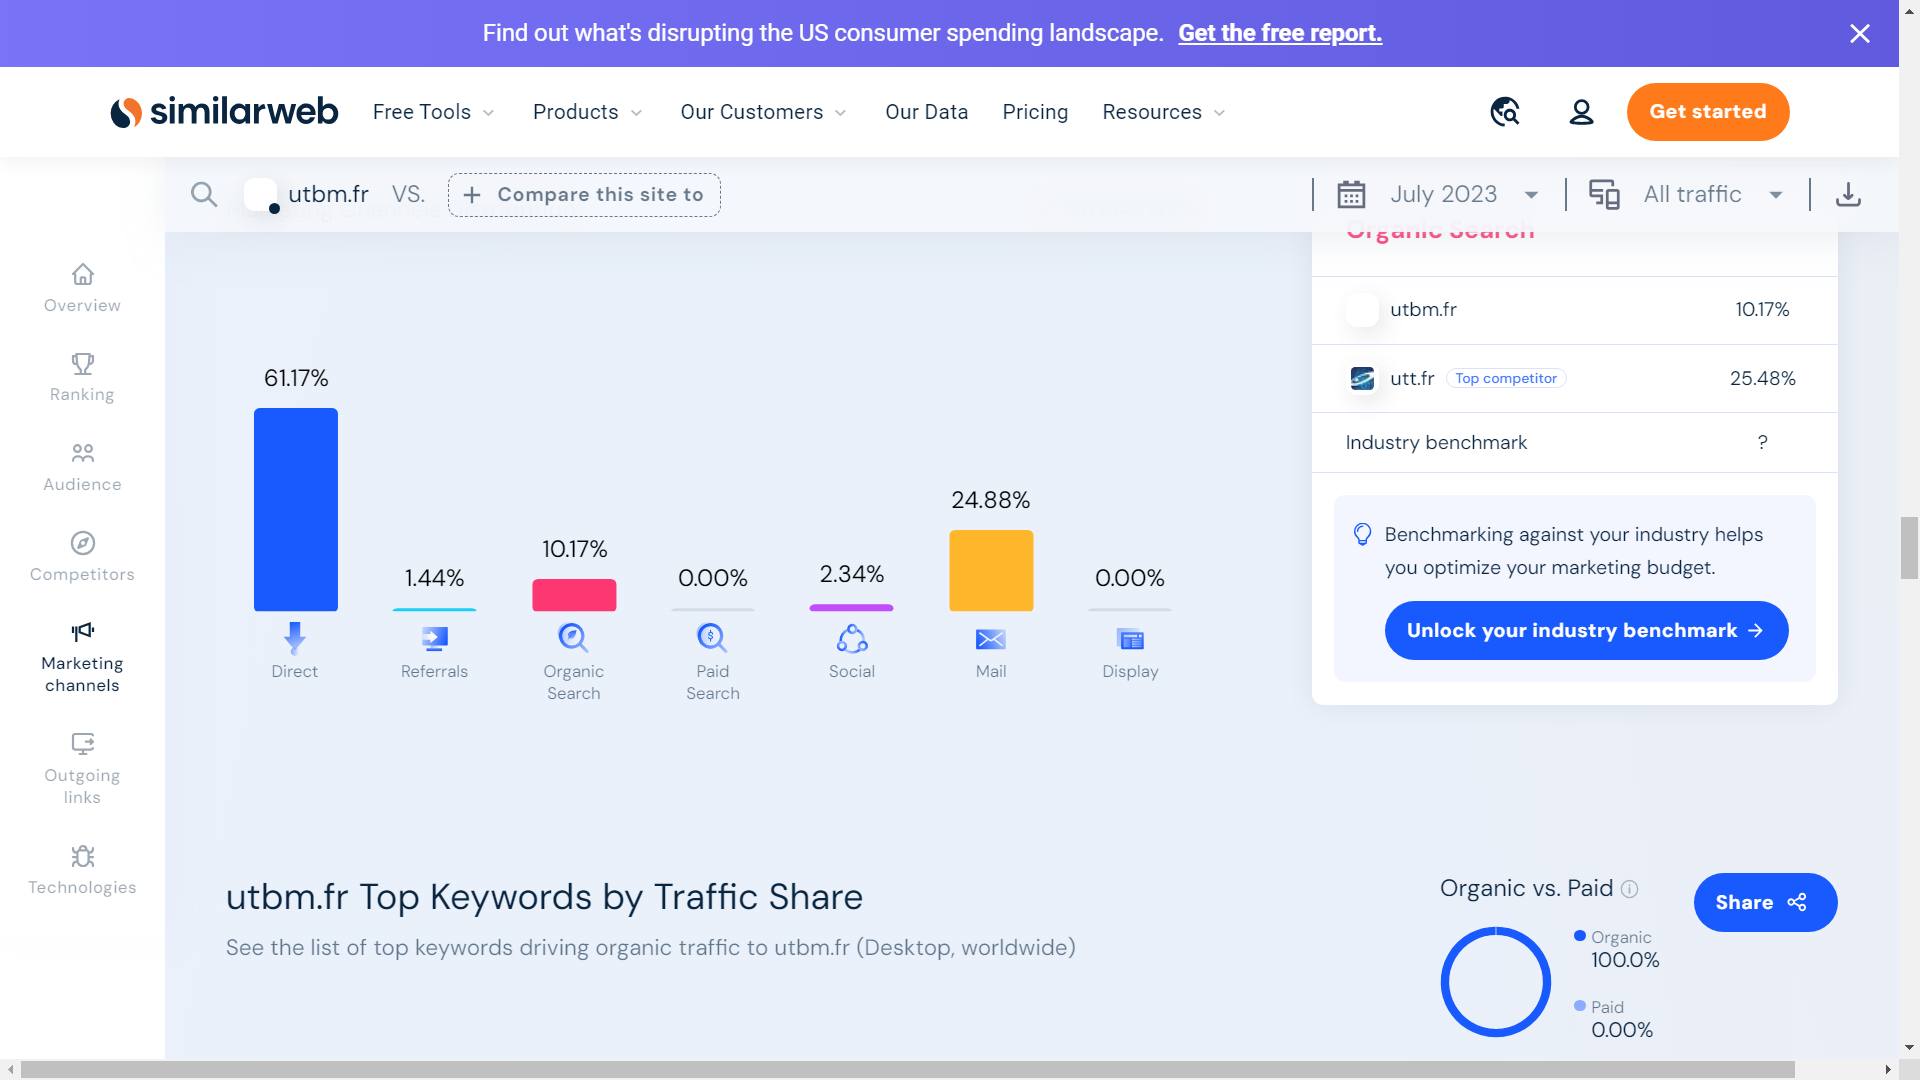 Find out what's disrupting the US consumer spending landscape. Get the free report.
similarweb Free Tools Products Our Customers Our Data Pricing Resources Get started
utbm.fr VS. + Compare this site to July 2023 All traffic
Organic Search
Overview
Ranking
Audience
Competitors
Marketing
channels
Outgoing
links
Technologies
61.17%
1.44%
10.17%
0.00%
2.34%
24.88%
0.00%
Direct
Referrals
Organic
Search
Paid
Search
Social
Mail
Display
utbm.fr 10.17%
utt.fr Top competitor 25.48%
Industry benchmark ?
Benchmarking against your industry helps
you optimize your marketing budget.
Unlock your industry benchmark →
utbm.fr Top Keywords by Traffic Share
See the list of top keywords driving organic traffic to utbm.fr (Desktop, worldwide)
Organic vs. Paid
Share
Organic
100.0%
Paid
0.00%